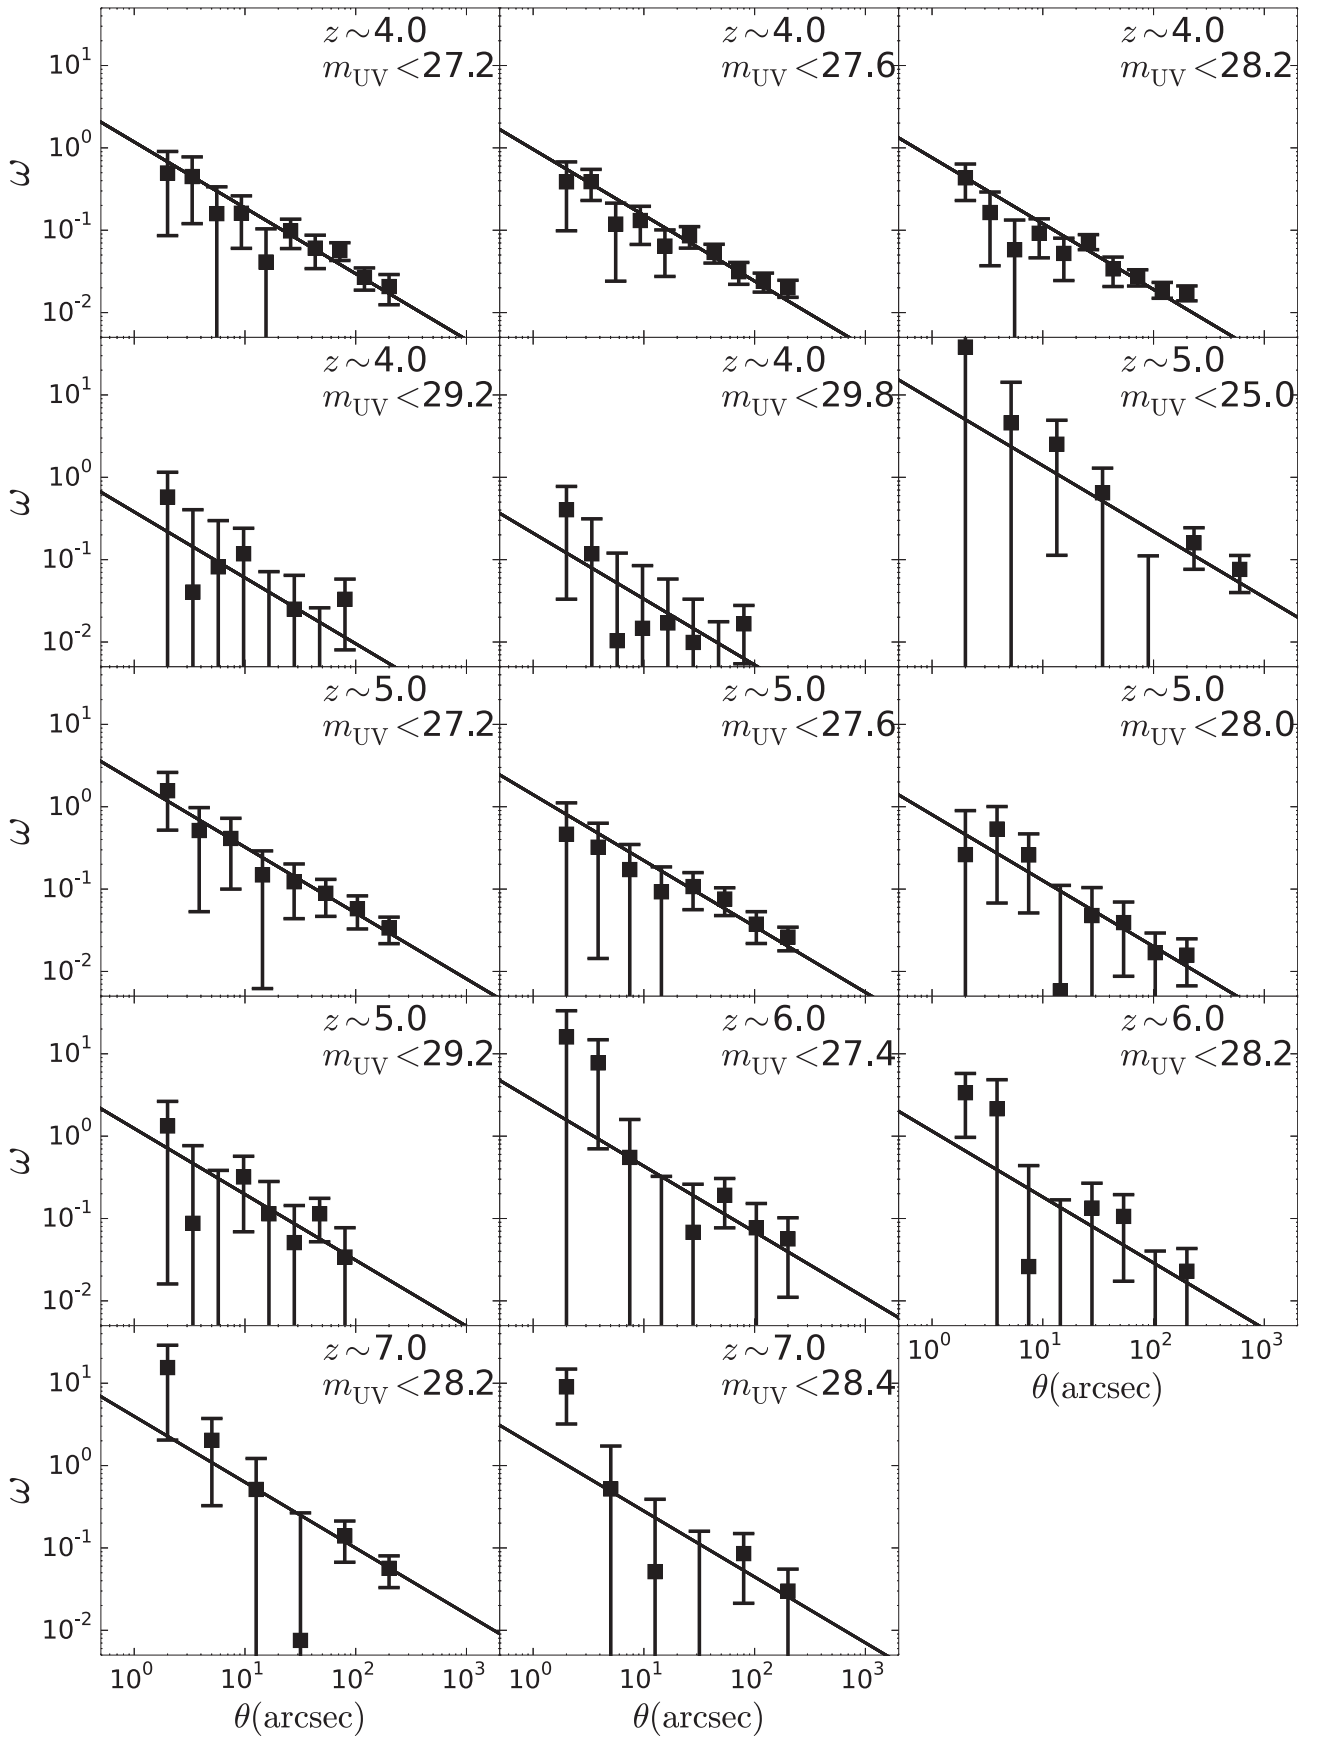 z∼4.0
m_UV<27.2
z∼4.0
m_UV<27.6
z∼4.0
m_UV<28.2
10^1
10^0
10^-1
10^-2
ω
z∼4.0
m_UV<29.2
z∼4.0
m_UV<29.8
z∼5.0
m_UV<25.0
10^1
10^0
10^-1
10^-2
ω
z∼5.0
m_UV<27.2
z∼5.0
m_UV<27.6
z∼5.0
m_UV<28.0
10^1
10^0
10^-1
10^-2
ω
z∼5.0
m_UV<29.2
z∼6.0
m_UV<27.4
z∼6.0
m_UV<28.2
10^1
10^0
10^-1
10^-2
ω
10^0 10^1 10^2 10^3
θ(arcsec)
z∼7.0
m_UV<28.2
z∼7.0
m_UV<28.4
10^1
10^0
10^-1
10^-2
ω
10^0 10^1 10^2 10^3
10^0 10^1 10^2 10^3
θ(arcsec)
θ(arcsec)